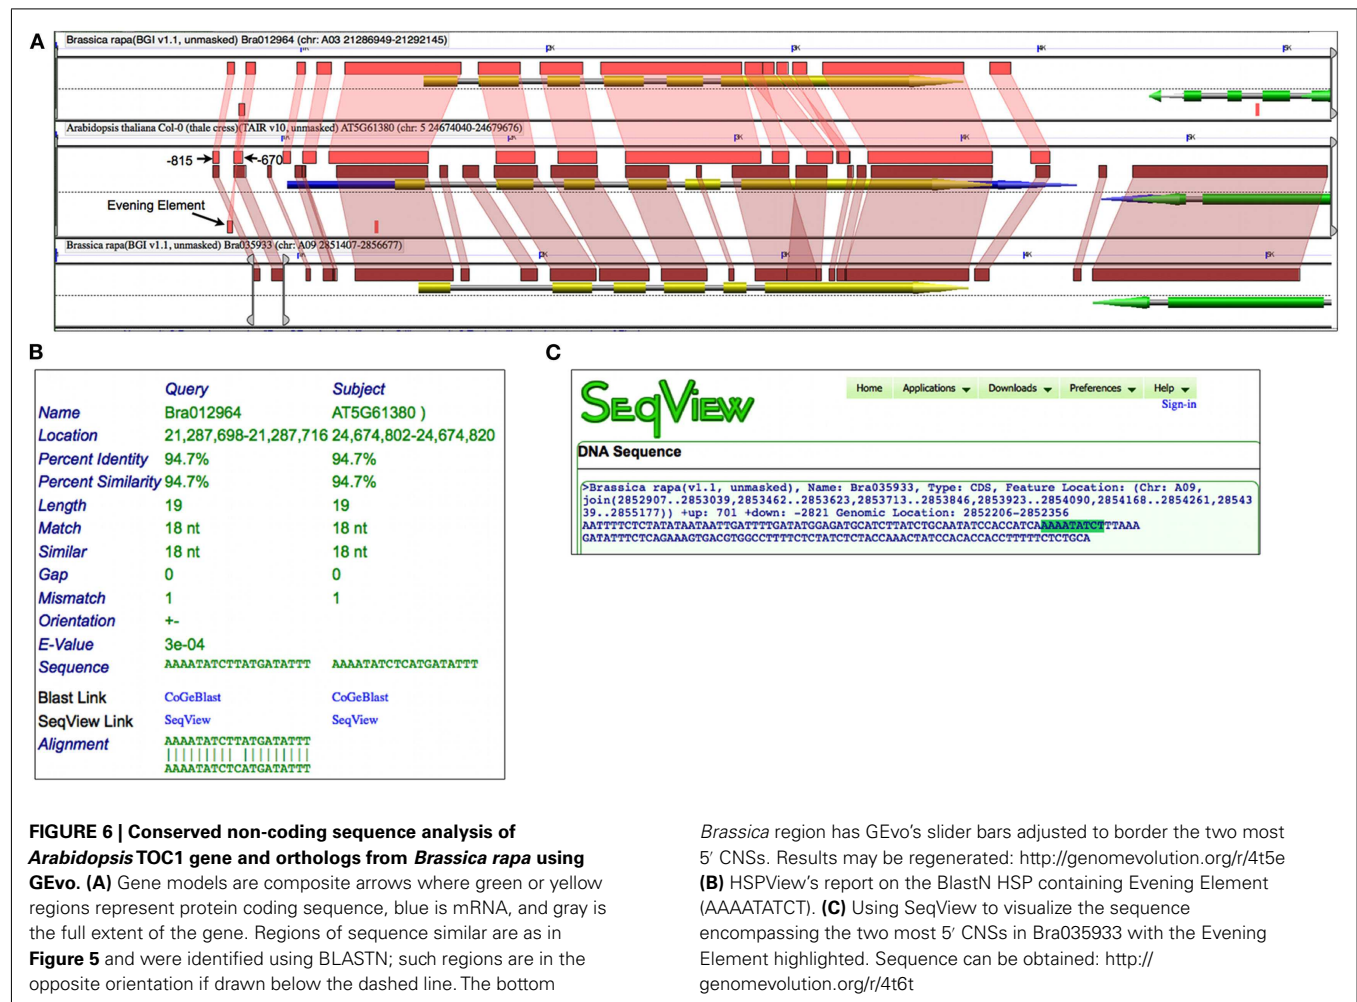 A
Brassica rapa(BGI v1.1, unmasked) Bra012964 (chr: A03 21286949-21292145)
Arabidopsis thaliana Col-0 (thale cress)(TAIR v10, unmasked) AT5G61380 (chr: 5 24674040-24679676)
-815
-670
Evening Element
Brassica rapa(BGI v1.1, unmasked) Bra035933 (chr: A09 2851407-2856677)
B
Query Subject
Name Bra012964 AT5G61380 )
Location 21,287,698-21,287,716 24,674,802-24,674,820
Percent Identity 94.7% 94.7%
Percent Similarity 94.7% 94.7%
Length 19 19
Match 18 nt 18 nt
Similar 18 nt 18 nt
Gap 0 0
Mismatch 1 1
Orientation +-
E-Value 3e-04
Sequence AAAATATCTTATGATATTT AAAATATCTCATGATATTT
Blast Link CoGeBlast CoGeBlast
SeqView Link SeqView SeqView
Alignment AAAATATCTTATGATATTT
||||||||| |||||||||
AAAATATCTCATGATATTT
C
SEQVIEW
Home Applications Downloads Preferences Help
Sign-in
DNA Sequence
>Brassica rapa(v1.1, unmasked), Name: Bra035933, Type: CDS, Feature Location: (Chr: A09,
join(2852907..2853039,2853462..2853623,2853713..2853846,2853923..2854090,2854168..2854261,28543
39..2855177)) +up: 701 +down: -2821 Genomic Location: 2852206-2852356
AATTTTCTCTATATAATAATTGATTTTGATATGGAGATGCATCTTATCTGCAATATCCACCATCAAAAATATCTTTAAA
GATATTTCTCAGAAAGTGACGTGGCCTTTTCTCTATCTCTACCAAACTATCCACACCACCTTTTTCTCTGCA
FIGURE 6 | Conserved non-coding sequence analysis of
Arabidopsis TOC1 gene and orthologs from Brassica rapa using
GEvo. (A) Gene models are composite arrows where green or yellow
regions represent protein coding sequence, blue is mRNA, and gray is
the full extent of the gene. Regions of sequence similar are as in
Figure 5 and were identified using BLASTN; such regions are in the
opposite orientation if drawn below the dashed line. The bottom
Brassica region has GEvo's slider bars adjusted to border the two most
5′ CNSs. Results may be regenerated: http://genomevolution.org/r/4t5e
(B) HSPView's report on the BlastN HSP containing Evening Element
(AAAATATCT). (C) Using SeqView to visualize the sequence
encompassing the two most 5′ CNSs in Bra035933 with the Evening
Element highlighted. Sequence can be obtained: http://
genomevolution.org/r/4t6t